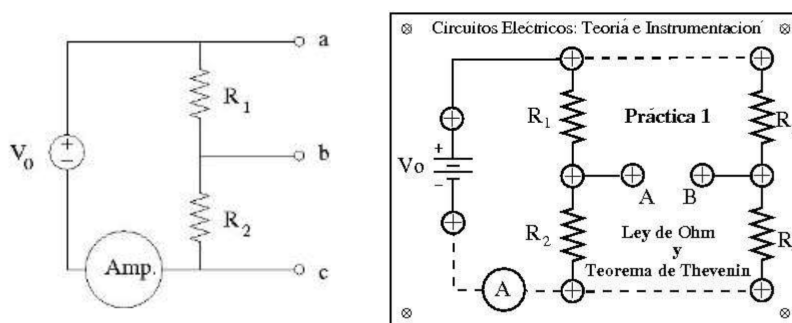 a
R1
V0
b
R2
Amp.
c
Circuitos Eléctricos: Teoría e Instrumentación
R1
Práctica 1
R
+
Vo
-
A
B
R2
Ley de Ohm
y
Teorema de Thevenin
R
A